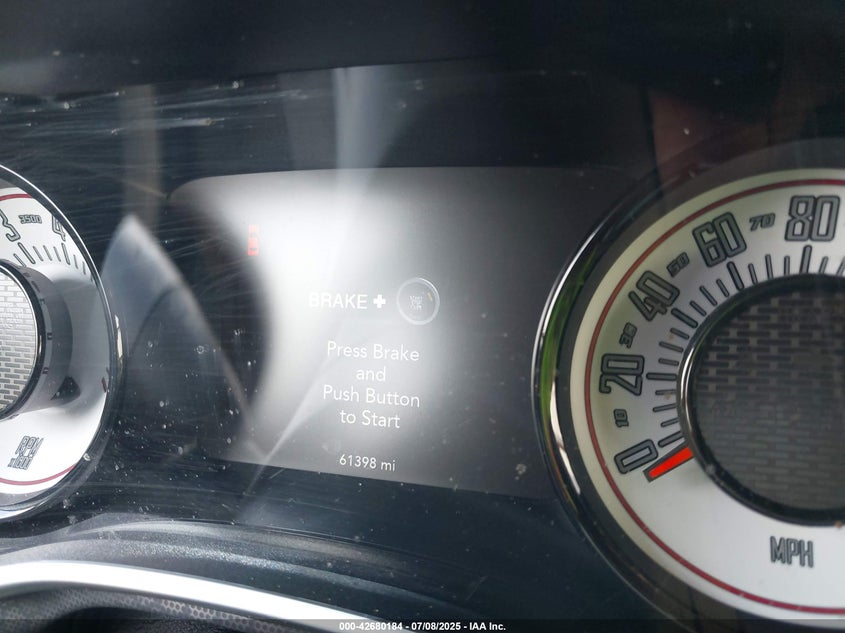 3
3500
4
RPM
BRAKE +
Press Brake
and
Push Button
to Start
61398 mi
0
10
20
30
40
50
60
70
80
MPH
000-42680184 - 07/08/2025 - IAA Inc.